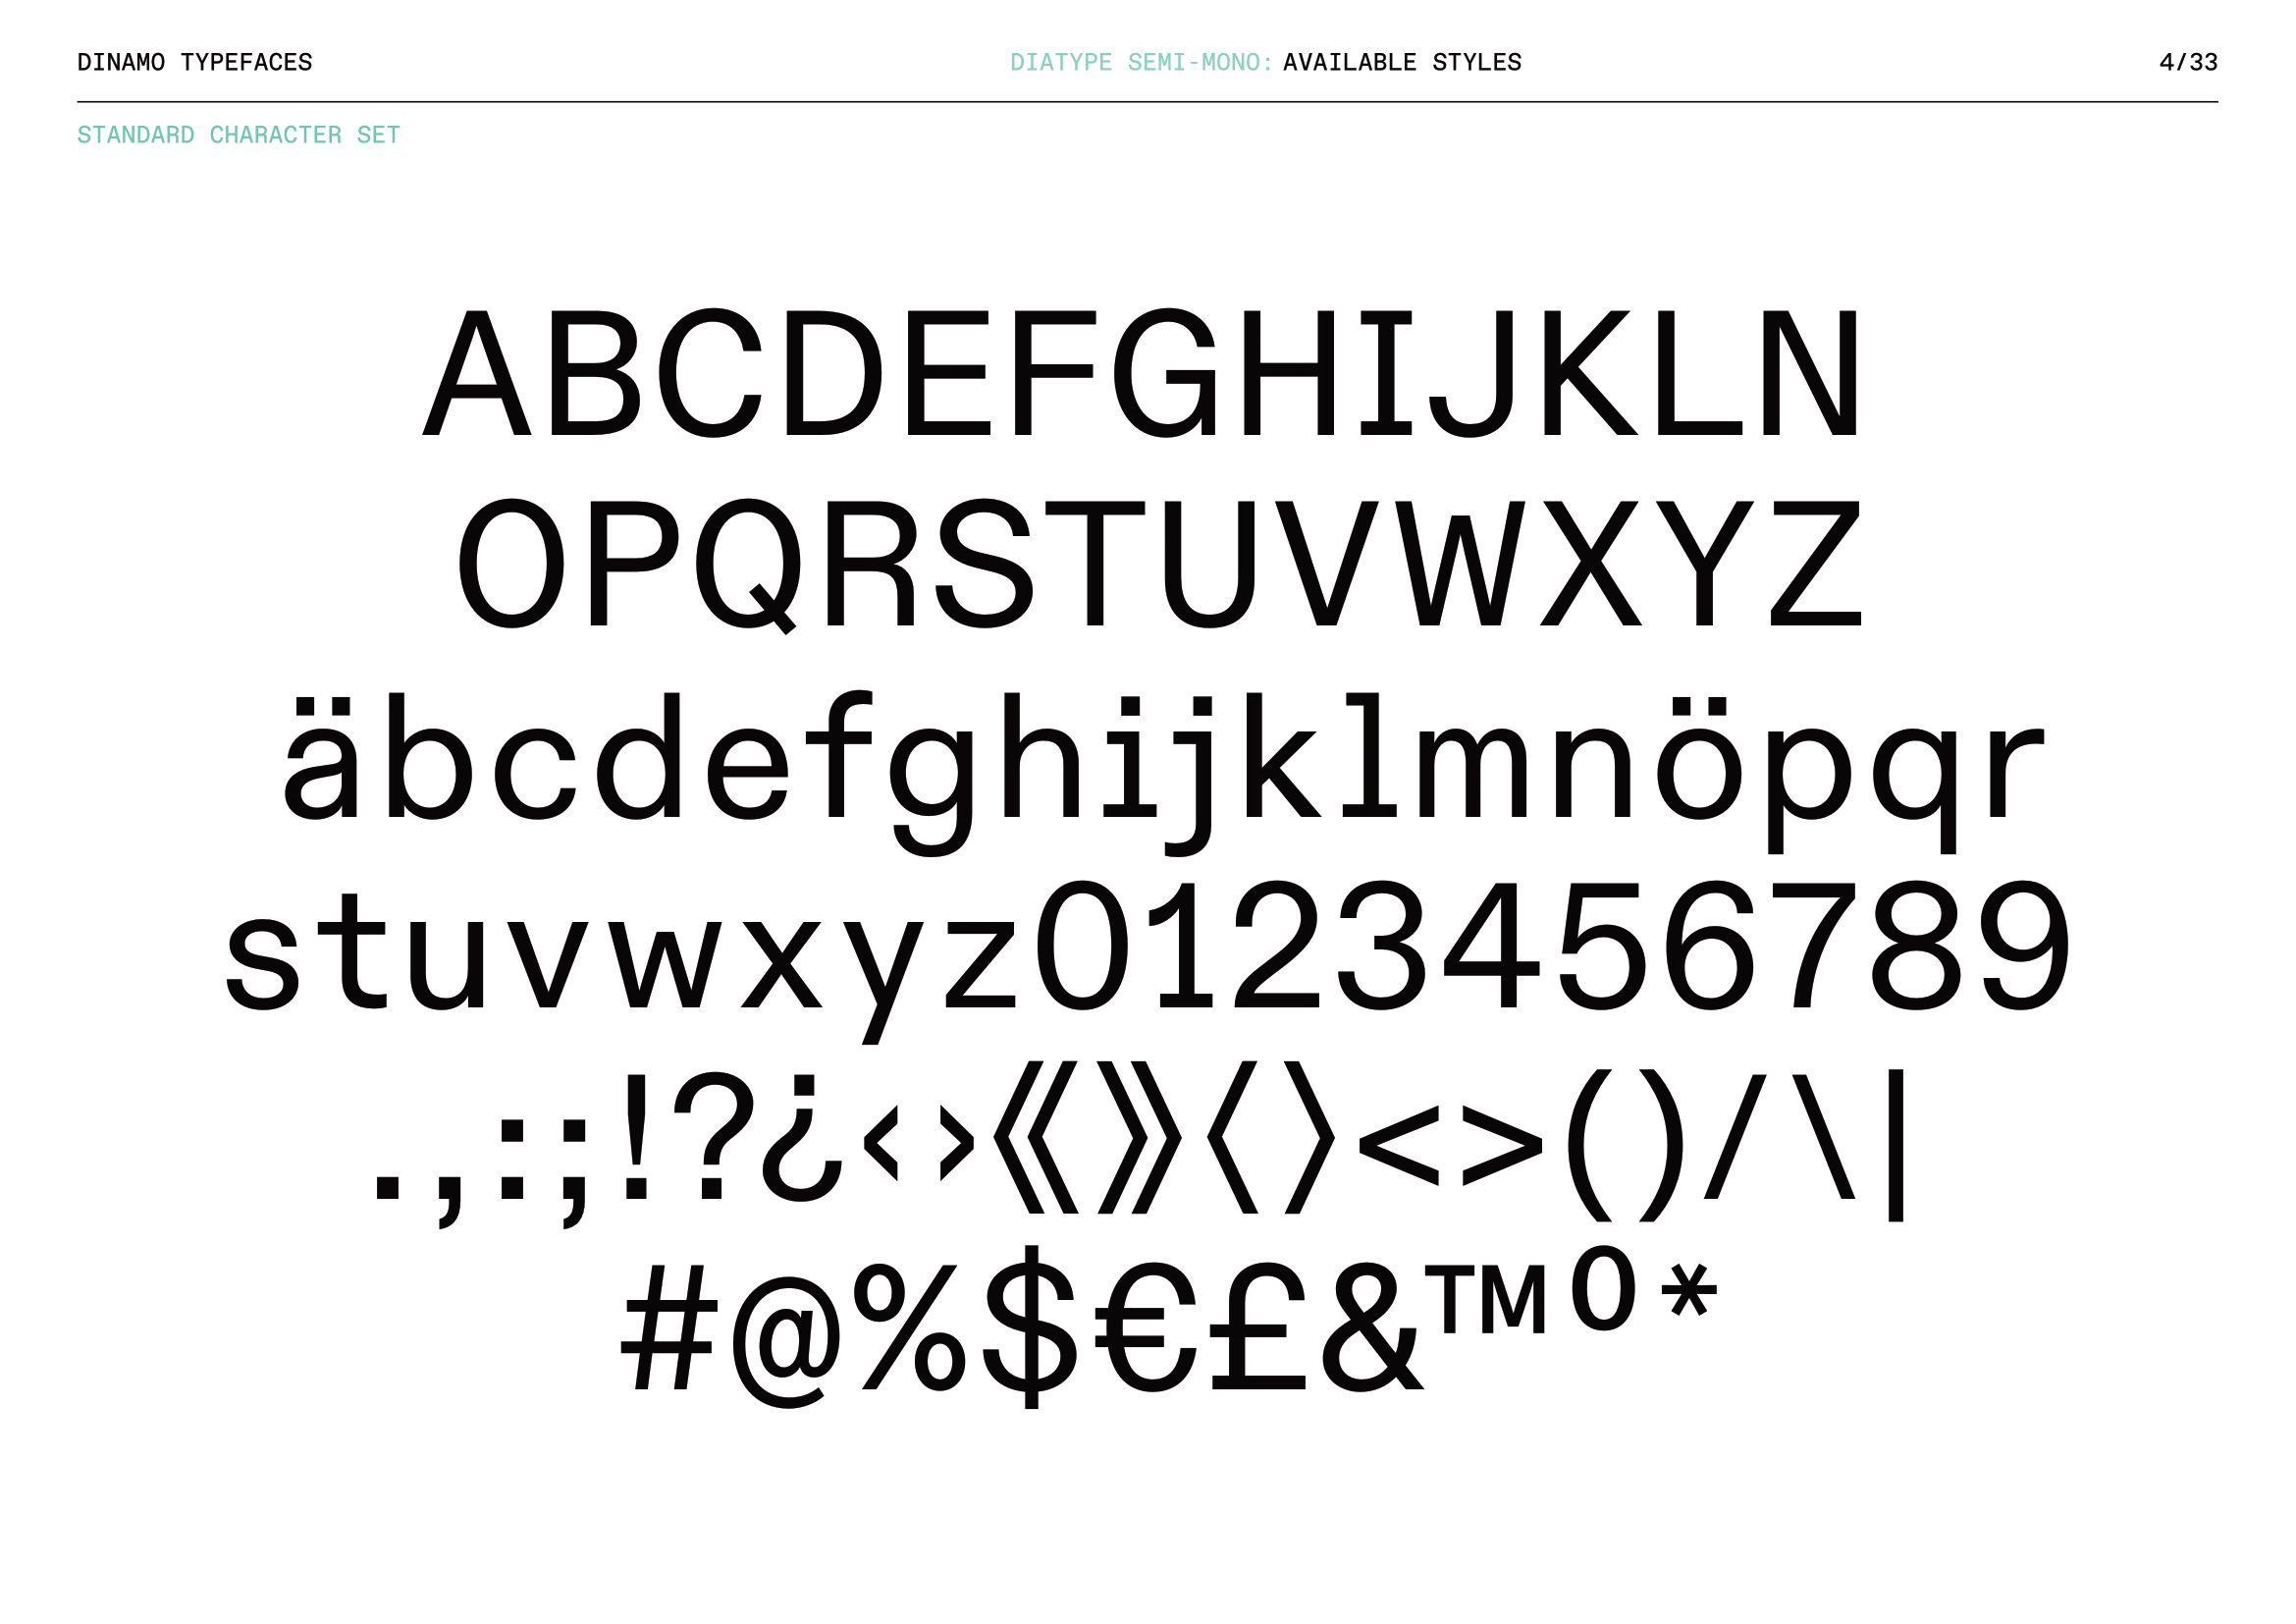 DINAMO TYPEFACES
DIATYPE SEMI-MONO: AVAILABLE STYLES
4/33
STANDARD CHARACTER SET
ABCDEFGHIJKLN
OPQRSTUVWXYZ
äbcdefghijklmnöpqr
stuvwxyz0123456789
.,:;!?¿‹›⟪⟫⟨⟩<>()/\|
#@%$€£&™⁰*